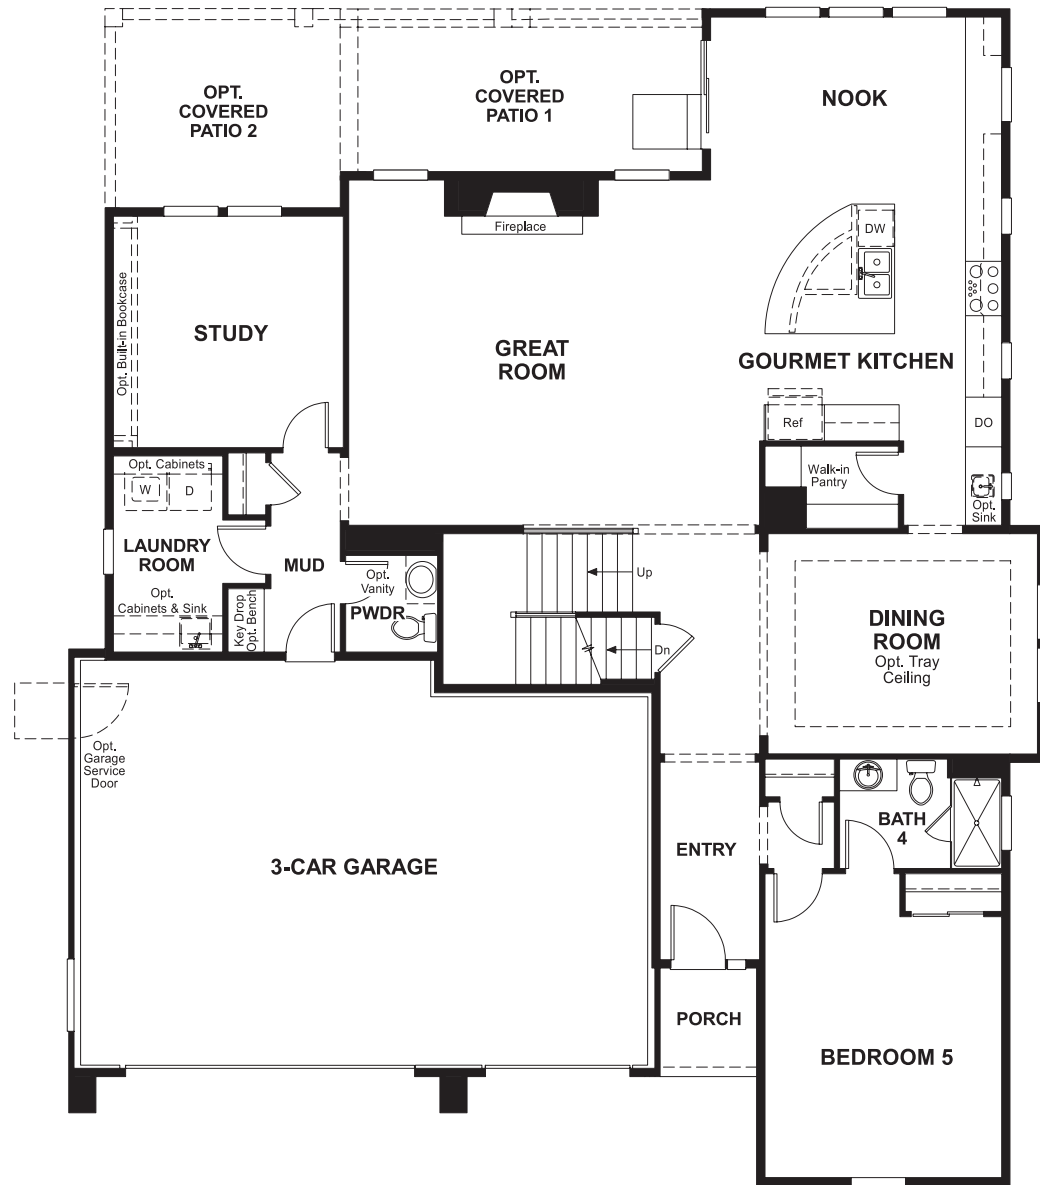 OPT.
COVERED
PATIO 2
OPT.
COVERED
PATIO 1
NOOK
Fireplace
DW
Opt. Built-in Bookcase
STUDY
GREAT
ROOM
GOURMET KITCHEN
Ref
DO
Opt. Cabinets
W
D
Walk-in
Pantry
Opt.
Sink
LAUNDRY
ROOM
MUD
Opt.
Vanity
PWDR
Up
Opt.
Cabinets & Sink
Key Drop
Opt. Bench
Dn
DINING
ROOM
Opt. Tray
Ceiling
Opt.
Garage
Service
Door
3-CAR GARAGE
ENTRY
BATH
4
PORCH
BEDROOM 5